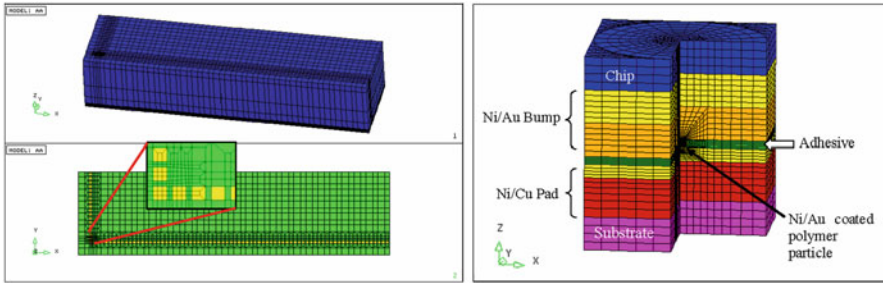 MODEL: AA
Z
Y
X
1
MODEL: AA
Y
X
2
Chip
Ni/Au Bump
Adhesive
Ni/Cu Pad
Ni/Au coated
polymer
particle
Substrate
Z
Y
X